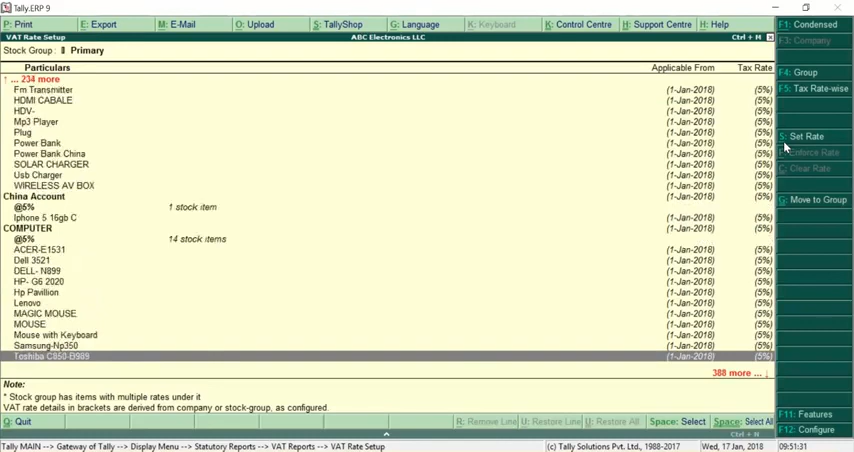 Tally.ERP 9
P: Print E: Export M: E-Mail O: Upload S: TallyShop G: Language K: Keyboard K: Control Centre H: Support Centre H: Help
F1: Condensed
VAT Rate Setup ABC Electronics LLC Ctrl + M
F3: Company
Stock Group : Primary
Particulars Applicable From Tax Rate
F4: Group
↑ ... 234 more
F5: Tax Rate-wise
Fm Transmitter (1-Jan-2018) (5%)
HDMI CABALE (1-Jan-2018) (5%)
HDV- (1-Jan-2018) (5%)
Mp3 Player (1-Jan-2018) (5%)
Plug (1-Jan-2018) (5%)
S: Set Rate
Power Bank (1-Jan-2018) (5%)
Power Bank China (1-Jan-2018) (5%)
Enforce Rate
SOLAR CHARGER (1-Jan-2018) (5%)
C: Clear Rate
Usb Charger (1-Jan-2018) (5%)
WIRELESS AV BOX (1-Jan-2018) (5%)
China Account (1-Jan-2018) (5%)
G: Move to Group
@5% 1 stock item (1-Jan-2018) (5%)
Iphone 5 16gb C (1-Jan-2018) (5%)
COMPUTER (1-Jan-2018) (5%)
@5% 14 stock items (1-Jan-2018) (5%)
ACER-E1531 (1-Jan-2018) (5%)
Dell 3521 (1-Jan-2018) (5%)
DELL- N899 (1-Jan-2018) (5%)
HP- G6 2020 (1-Jan-2018) (5%)
Hp Pavillion (1-Jan-2018) (5%)
Lenovo (1-Jan-2018) (5%)
MAGIC MOUSE (1-Jan-2018) (5%)
MOUSE (1-Jan-2018) (5%)
Mouse with Keyboard (1-Jan-2018) (5%)
Samsung-Np350 (1-Jan-2018) (5%)
Toshiba C850-B989 (1-Jan-2018) (5%)
388 more ... ↓
Note:
* Stock group has items with multiple rates under it
VAT rate details in brackets are derived from company or stock-group, as configured.
F11: Features
Q: Quit R: Remove Line U: Restore Line U: Restore All Space: Select Space: Select All
F12: Configure
Ctrl + N
Tally MAIN --> Gateway of Tally --> Display Menu --> Statutory Reports --> VAT Reports --> VAT Rate Setup (c) Tally Solutions Pvt. Ltd., 1988-2017 Wed, 17 Jan, 2018 09:51:31